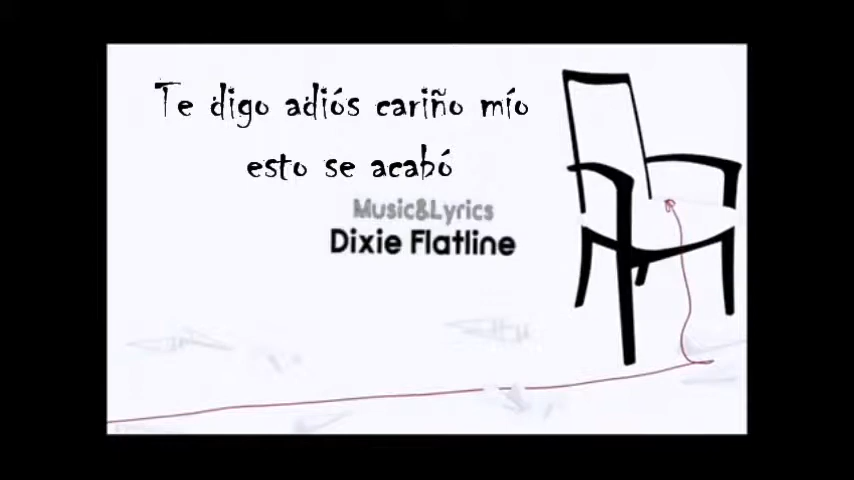 Te digo adiós cariño mío
esto se acabó
Music&Lyrics
Dixie Flatline